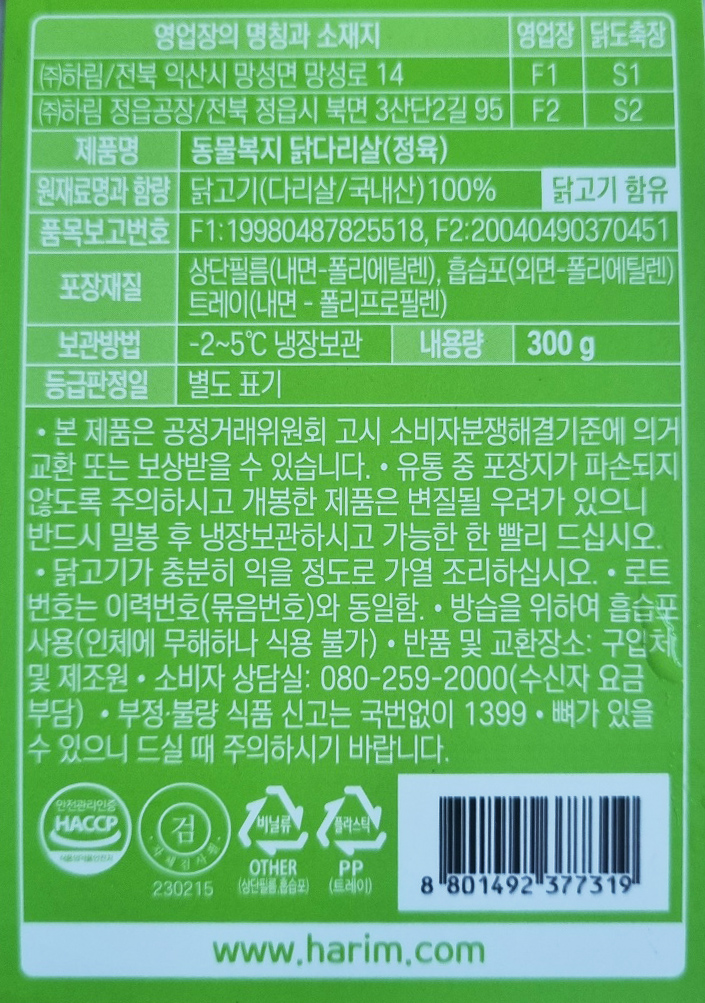 영업장의 명칭과 소재지 영업장 닭도축장
㈜하림/전북 익산시 망성면 망성로 14 F1 S1
㈜하림 정읍공장/전북 정읍시 북면 3산단2길 95 F2 S2
제품명 동물복지 닭다리살(정육)
원재료명과 함량 닭고기(다리살/국내산)100% 닭고기 함유
품목보고번호 F1:19980487825518, F2:20040490370451
포장재질 상단필름(내면-폴리에틸렌), 흡습포(외면-폴리에틸렌)
트레이(내면 - 폴리프로필렌)
보관방법 -2~5℃ 냉장보관 내용량 300 g
등급판정일 별도 표기
• 본 제품은 공정거래위원회 고시 소비자분쟁해결기준에 의거
교환 또는 보상받을 수 있습니다. • 유통 중 포장지가 파손되지
않도록 주의하시고 개봉한 제품은 변질될 우려가 있으니
반드시 밀봉 후 냉장보관하시고 가능한 한 빨리 드십시오.
• 닭고기가 충분히 익을 정도로 가열 조리하십시오. • 로트
번호는 이력번호(묶음번호)와 동일함. • 방습을 위하여 흡습포
사용(인체에 무해하나 식용 불가) • 반품 및 교환장소: 구입처
및 제조원 • 소비자 상담실: 080-259-2000(수신자 요금
부담) • 부정·불량 식품 신고는 국번없이 1399 • 뼈가 있을
수 있으니 드실 때 주의하시기 바랍니다.
안전관리인증
HACCP
검
230215
비닐류
OTHER
(상단필름,흡습포)
플라스틱
PP
(트레이)
8 801492 377319
www.harim.com